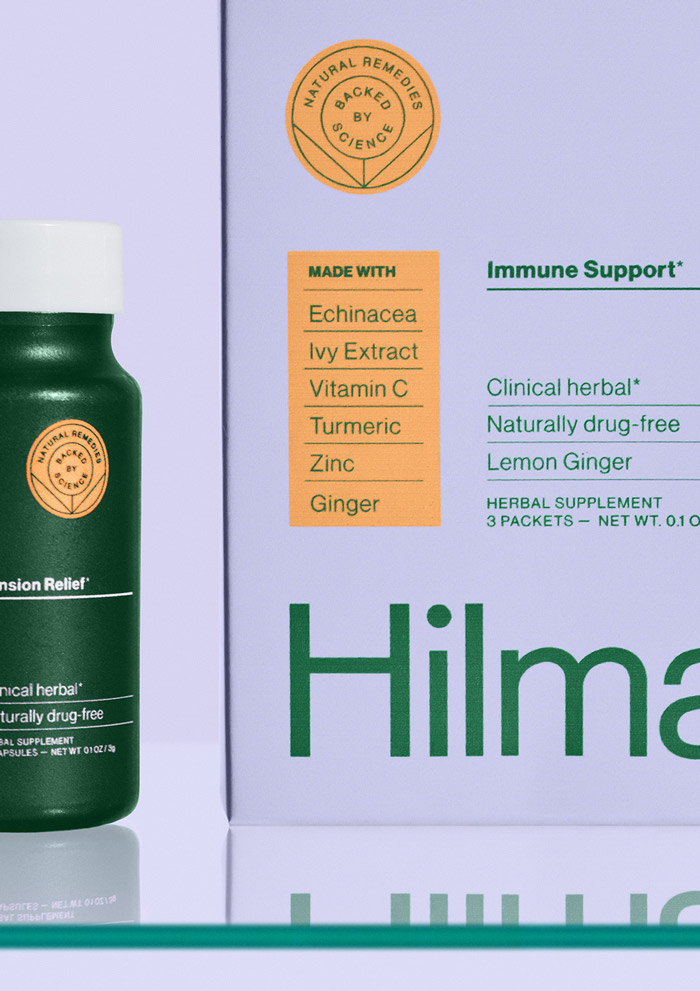 NATURAL REMEDIES
BACKED
BY
SCIENCE
MADE WITH
Echinacea
Ivy Extract
Vitamin C
Turmeric
Zinc
Ginger
Immune Support*
Clinical herbal*
Naturally drug-free
Lemon Ginger
HERBAL SUPPLEMENT
3 PACKETS — NET WT. 0.1 O
Hilma
NATURAL REMEDIES
BACKED
BY
SCIENCE
nsion Relief*
nical herbal*
turally drug-free
BAL SUPPLEMENT
APSULES — NET WT 0.1 OZ / 3g